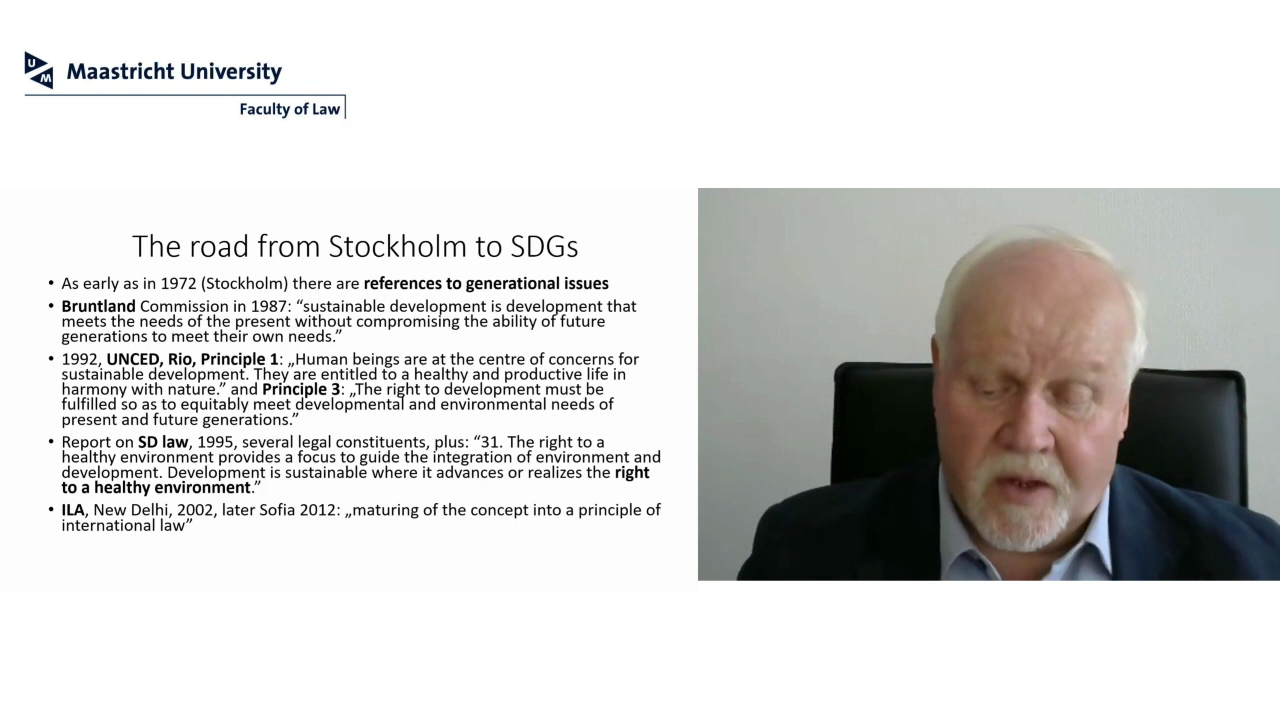 U
M
Maastricht University
Faculty of Law
The road from Stockholm to SDGs
• As early as in 1972 (Stockholm) there are references to generational issues
• Bruntland Commission in 1987: “sustainable development is development that
meets the needs of the present without compromising the ability of future
generations to meet their own needs.”
• 1992, UNCED, Rio, Principle 1: „Human beings are at the centre of concerns for
sustainable development. They are entitled to a healthy and productive life in
harmony with nature.” and Principle 3: „The right to development must be
fulfilled so as to equitably meet developmental and environmental needs of
present and future generations.”
• Report on SD law, 1995, several legal constituents, plus: “31. The right to a
healthy environment provides a focus to guide the integration of environment and
development. Development is sustainable where it advances or realizes the right
to a healthy environment.”
• ILA, New Delhi, 2002, later Sofia 2012: „maturing of the concept into a principle of
international law”